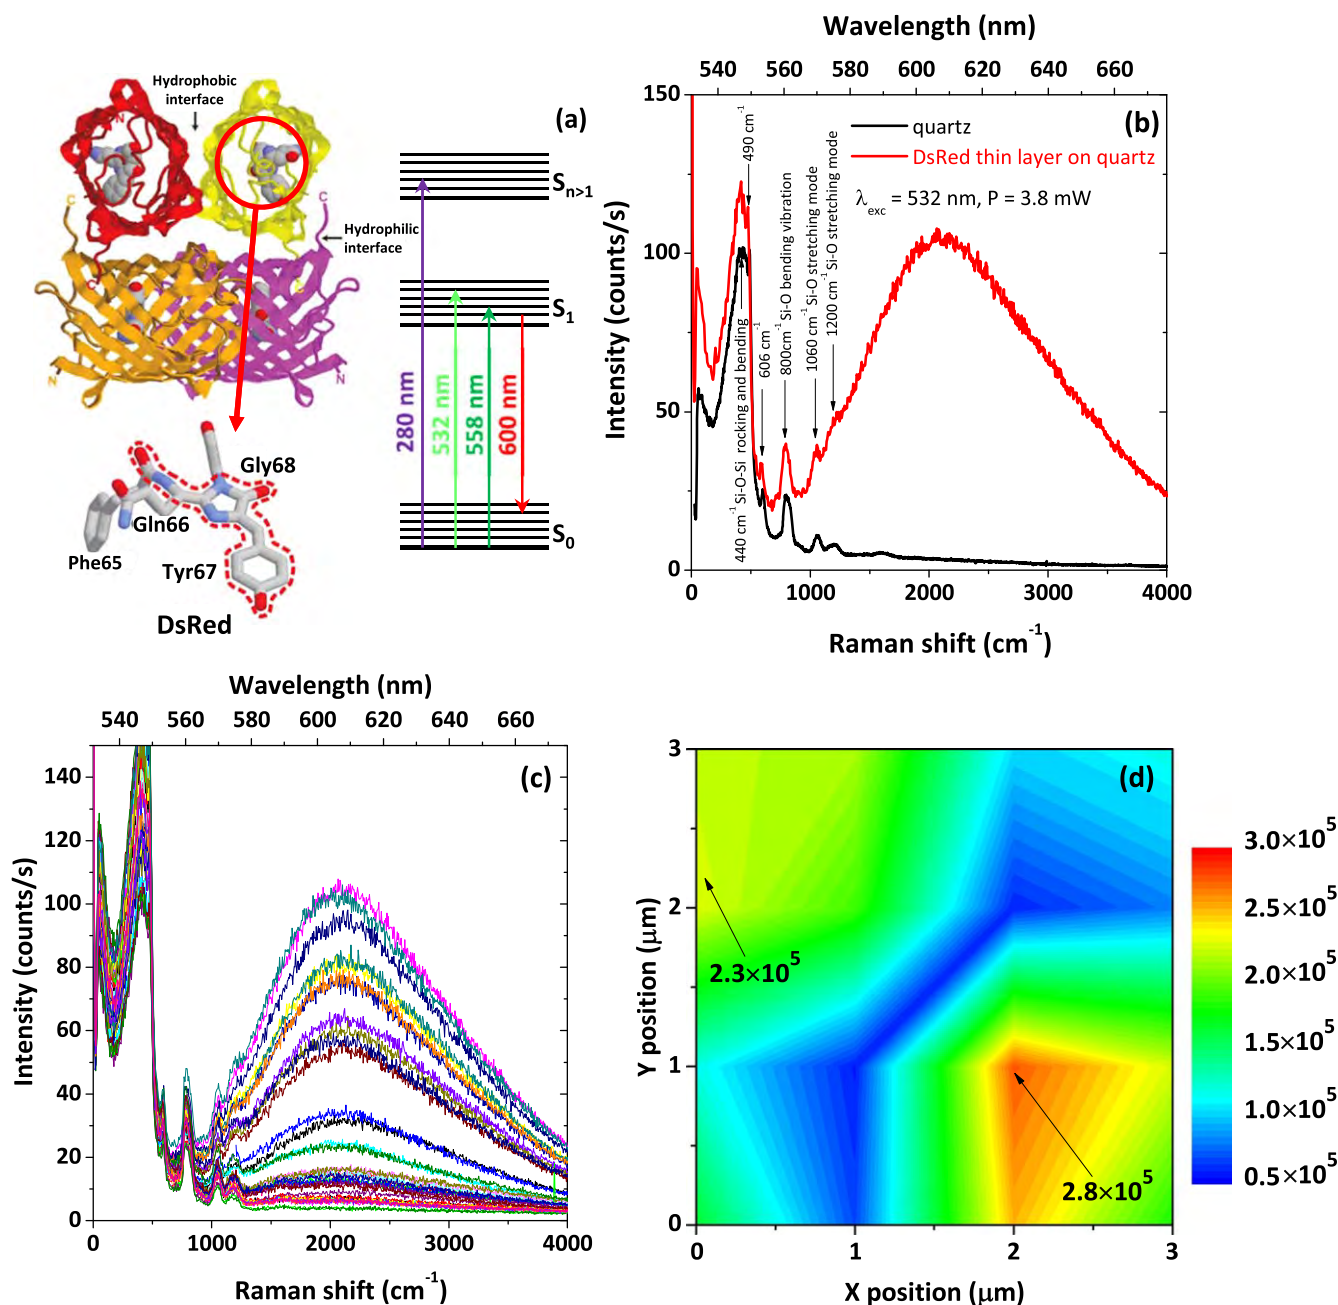 Hydrophobic
interface
N
N
C
C
C
C
Hydrophilic
interface
N
N
(a)
S_n>1
S_1
S_0
280 nm
532 nm
558 nm
600 nm
Gly68
Gln66
Phe65
Tyr67
DsRed
Wavelength (nm)
540 560 580 600 620 640 660
(b)
quartz
DsRed thin layer on quartz
λ_exc = 532 nm, P = 3.8 mW
440 cm⁻¹ Si-O-Si rocking and bending
490 cm⁻¹
606 cm⁻¹
800cm⁻¹ Si-O bending vibration
1060 cm⁻¹ Si-O stretching mode
1200 cm⁻¹ Si-O stretching mode
Intensity (counts/s)
150
100
50
0
0 1000 2000 3000 4000
Raman shift (cm⁻¹)
Wavelength (nm)
540 560 580 600 620 640 660
(c)
Intensity (counts/s)
140
120
100
80
60
40
20
0
0 1000 2000 3000 4000
Raman shift (cm⁻¹)
(d)
Y position (μm)
3
2
1
0
2.3×10⁵
2.8×10⁵
0 1 2 3
X position (μm)
3.0×10⁵
2.5×10⁵
2.0×10⁵
1.5×10⁵
1.0×10⁵
0.5×10⁵